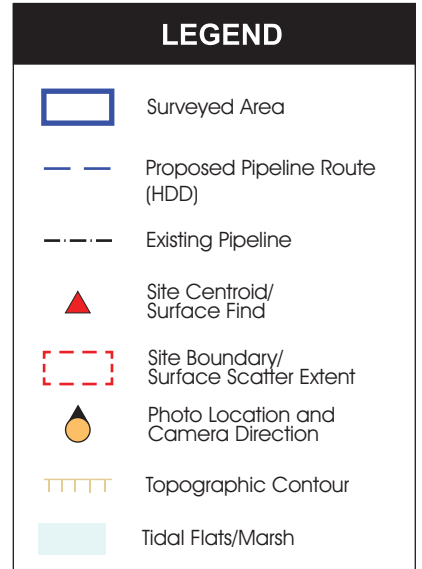 LEGEND
Surveyed Area
Proposed Pipeline Route
(HDD)
Existing Pipeline
Site Centroid/
Surface Find
Site Boundary/
Surface Scatter Extent
Photo Location and
Camera Direction
Topographic Contour
Tidal Flats/Marsh